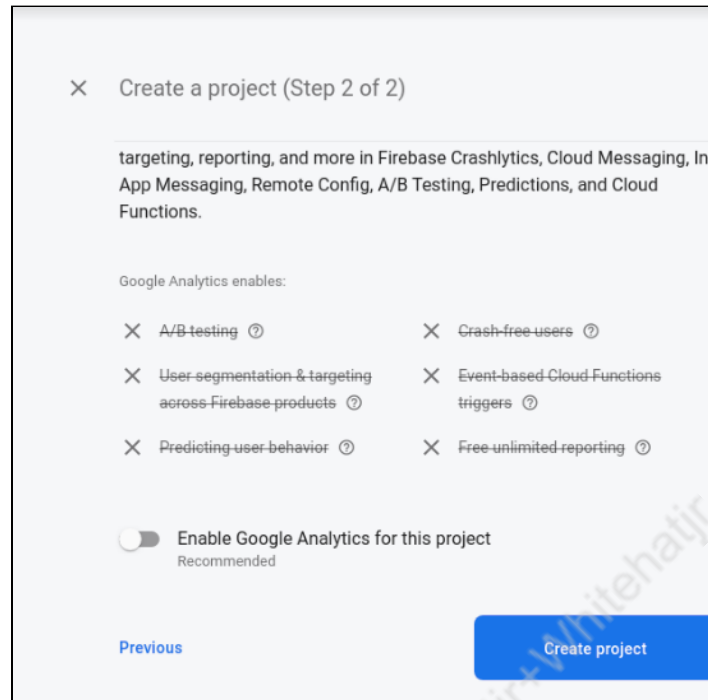 Create a project (Step 2 of 2)
targeting, reporting, and more in Firebase Crashlytics, Cloud Messaging, In
App Messaging, Remote Config, A/B Testing, Predictions, and Cloud
Functions.
Google Analytics enables:
A/B testing
Crash-free users
User segmentation & targeting
across Firebase products
Event-based Cloud Functions
triggers
Predicting user behavior
Free unlimited reporting
Enable Google Analytics for this project
Recommended
Previous
Create project
jr+Whitehatjr